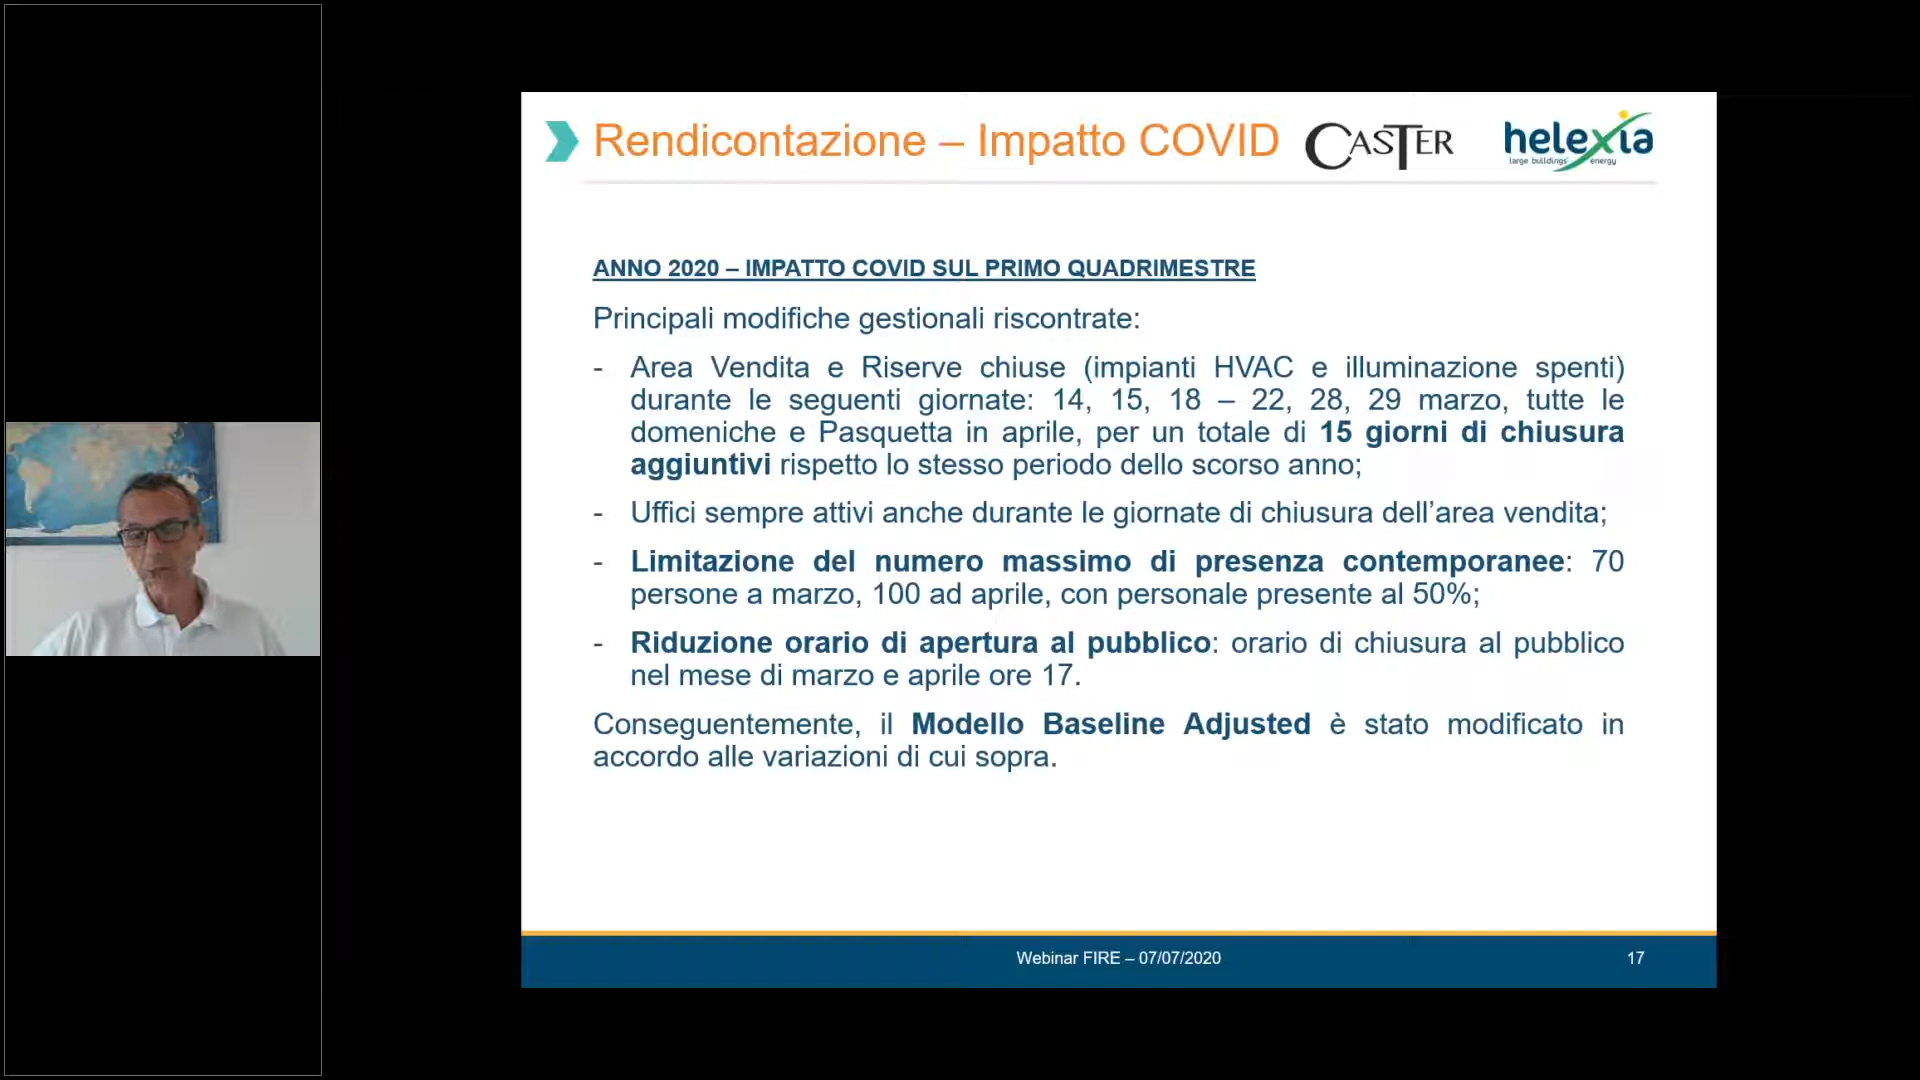 Rendicontazione – Impatto COVID
CASTER
helexia
large buildings' energy
ANNO 2020 – IMPATTO COVID SUL PRIMO QUADRIMESTRE
Principali modifiche gestionali riscontrate:
- Area Vendita e Riserve chiuse (impianti HVAC e illuminazione spenti)
durante le seguenti giornate: 14, 15, 18 – 22, 28, 29 marzo, tutte le
domeniche e Pasquetta in aprile, per un totale di 15 giorni di chiusura
aggiuntivi rispetto lo stesso periodo dello scorso anno;
- Uffici sempre attivi anche durante le giornate di chiusura dell’area vendita;
- Limitazione del numero massimo di presenza contemporanee: 70
persone a marzo, 100 ad aprile, con personale presente al 50%;
- Riduzione orario di apertura al pubblico: orario di chiusura al pubblico
nel mese di marzo e aprile ore 17.
Conseguentemente, il Modello Baseline Adjusted è stato modificato in
accordo alle variazioni di cui sopra.
Webinar FIRE – 07/07/2020
17